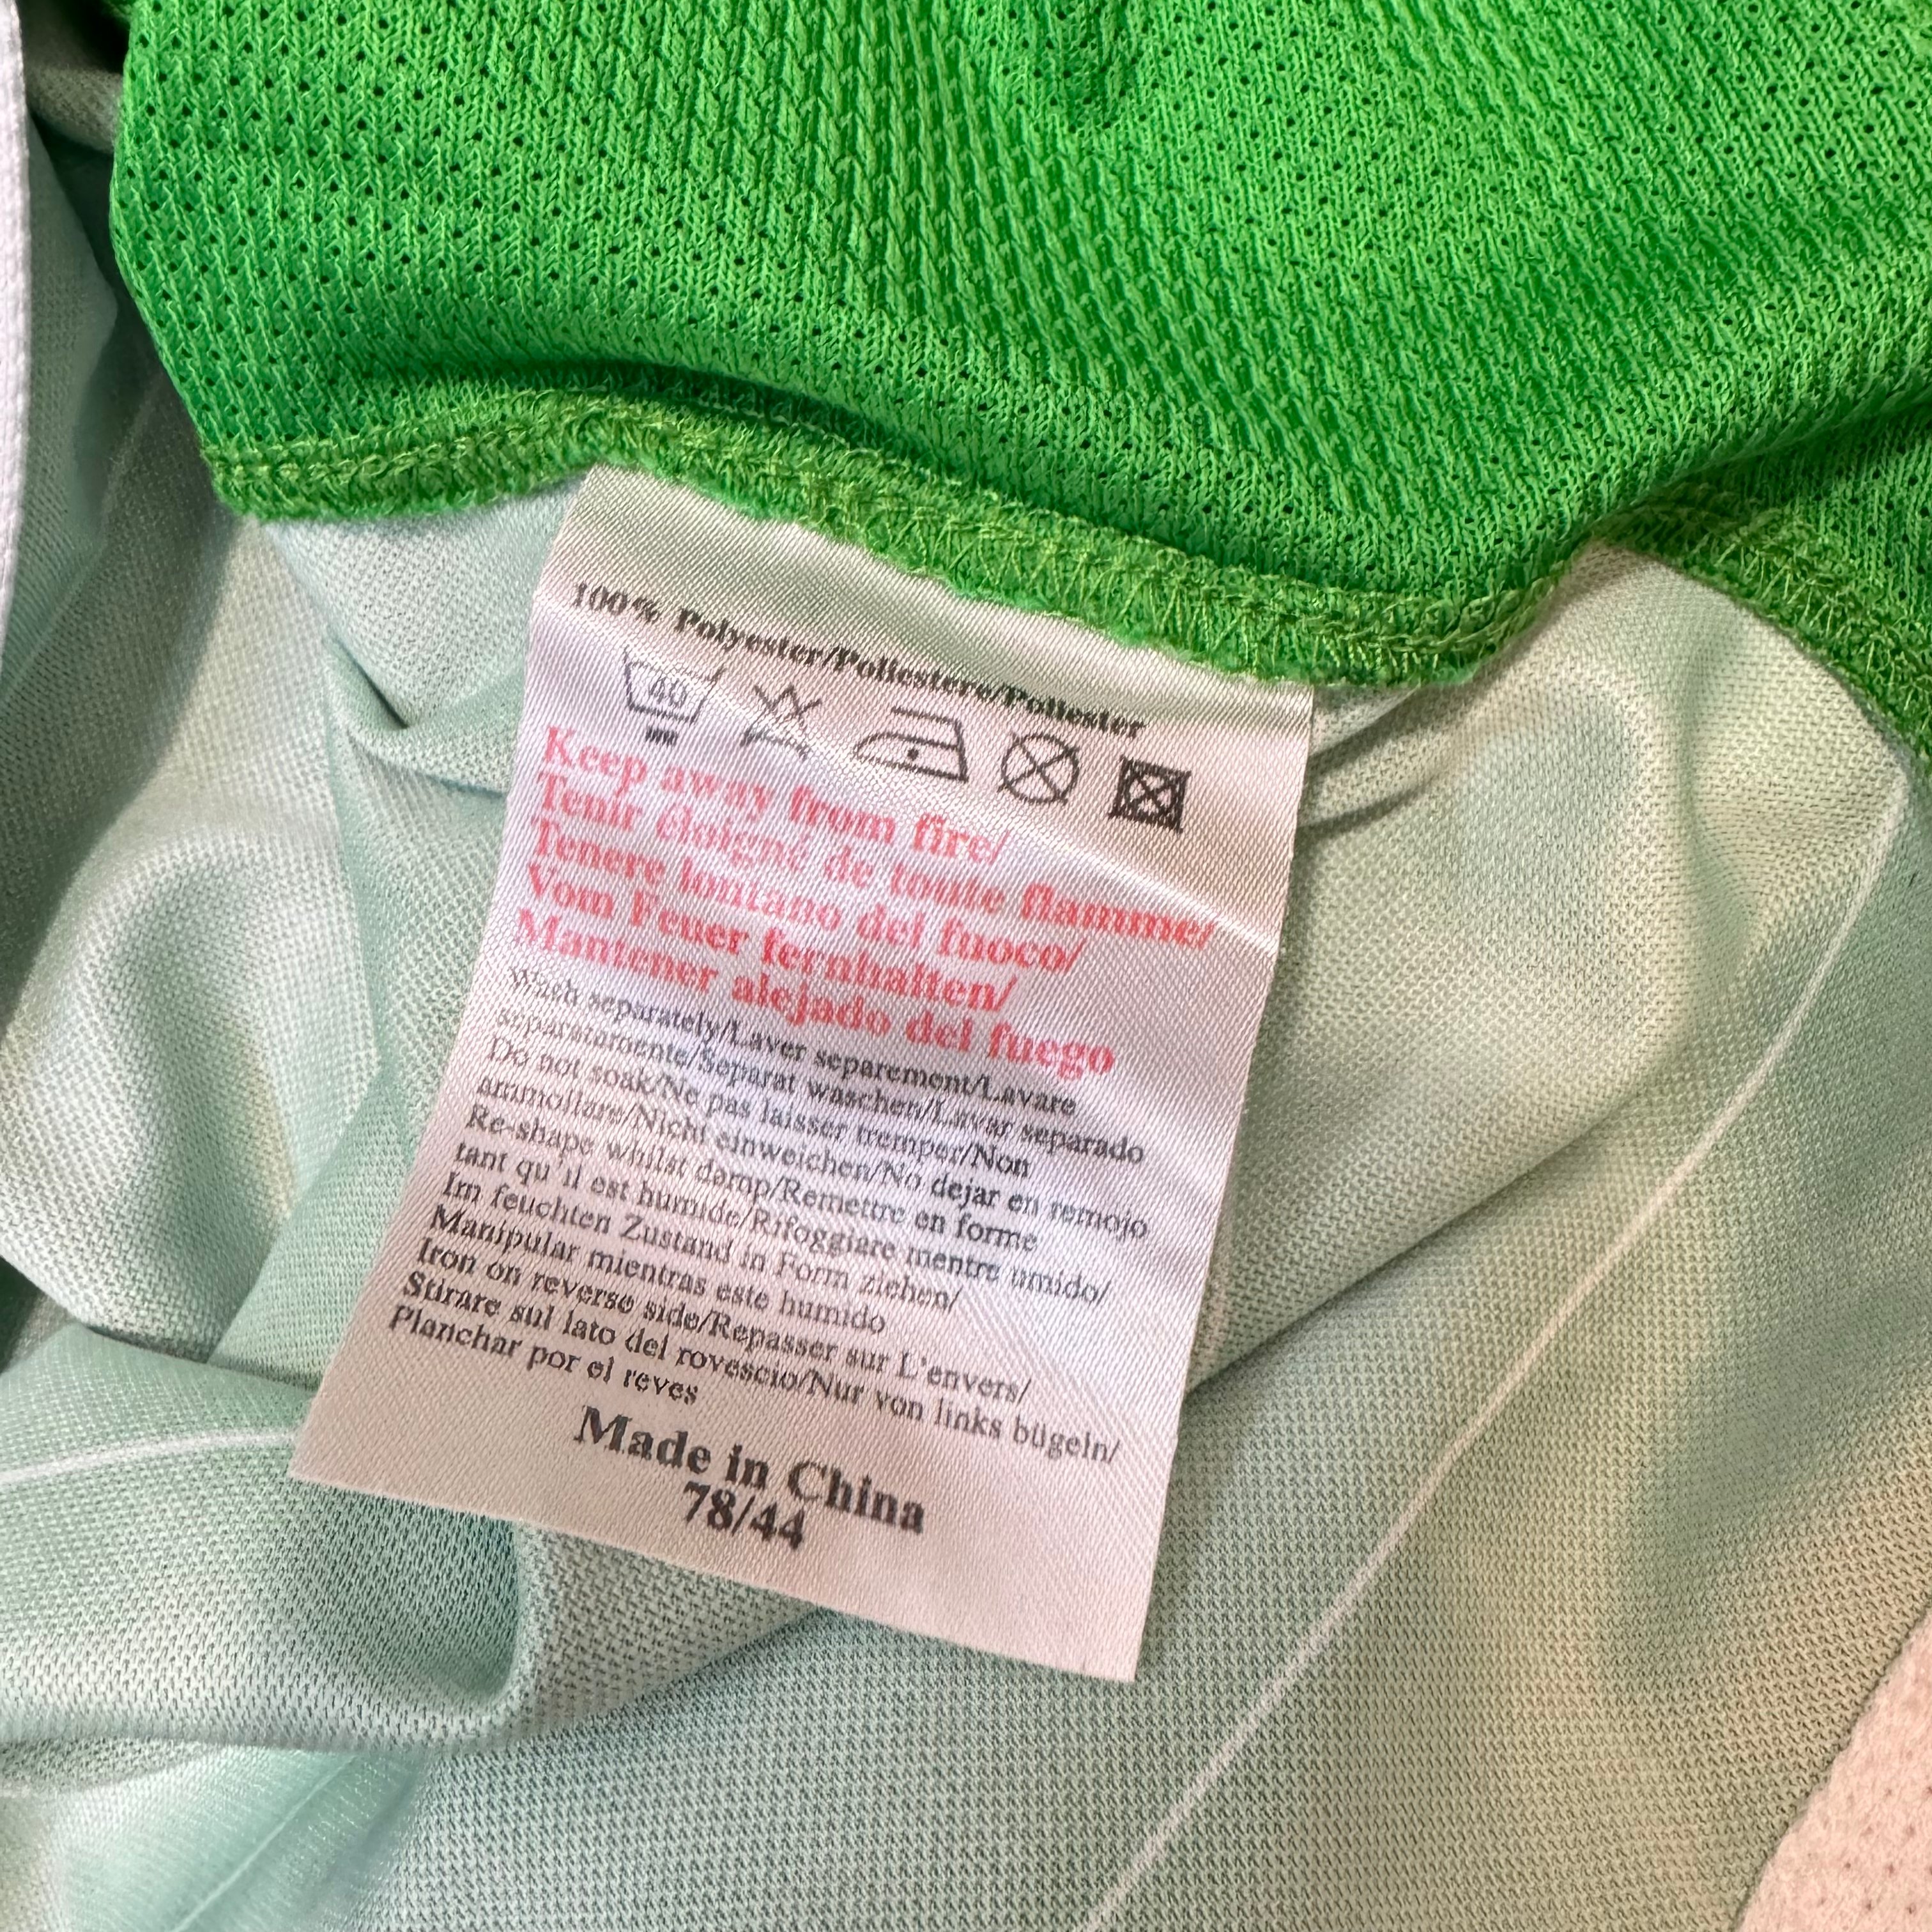 100% Polyester/Poliestere/Poliester
40
Keep away from fire/
Tenir éloigné de toute flamme/
Tenere lontano del fuoco/
Vom Feuer fernhalten/
Mantener alejado del fuego
Wash separately/Laver separement/Lavare
separatamente/Separat waschen/Lavar separado
Do not soak/Ne pas laisser tremper/Non
ammollare/Nicht einweichen/No dejar en remojo
Re-shape whilst damp/Remettre en forme
tant qu'il est humide/Rifoggiare mentre umido/
Im feuchten Zustand in Form ziehen/
Manipular mientras este humido
Iron on reverse side/Repasser sur L'envers/
Stirare sul lato del rovescio/Nur von links bügeln/
Planchar por el reves
Made in China
78/44